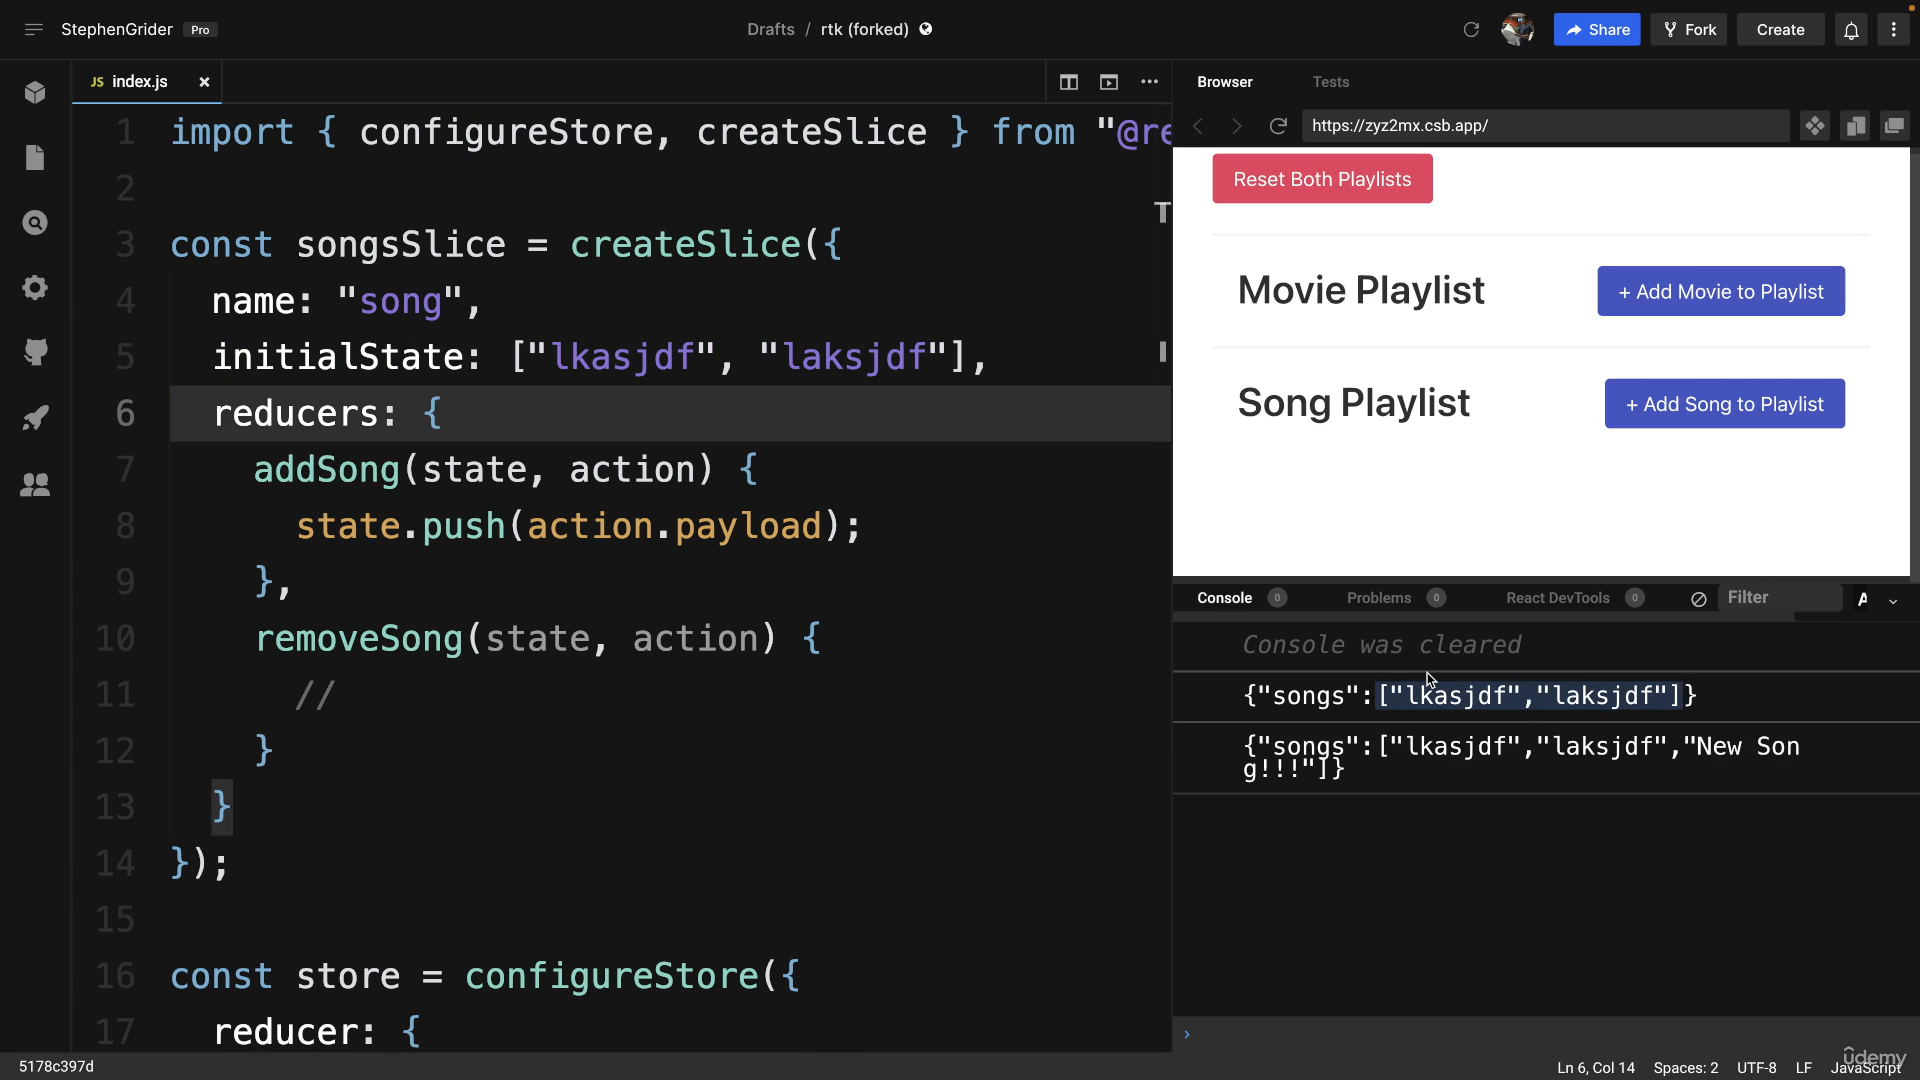 StephenGrider Pro
Drafts / rtk (forked)
Share
Fork
Create
JS index.js
Browser
Tests
https://zyz2mx.csb.app/
1 import { configureStore, createSlice } from "@re
2
3 const songsSlice = createSlice({
4 name: "song",
5 initialState: ["lkasjdf", "laksjdf"],
6 reducers: {
7 addSong(state, action) {
8 state.push(action.payload);
9 },
10 removeSong(state, action) {
11 //
12 }
13 }
14 });
15
16 const store = configureStore({
17 reducer: {
Reset Both Playlists
Movie Playlist
+ Add Movie to Playlist
Song Playlist
+ Add Song to Playlist
Console 0
Problems 0
React DevTools 0
Filter
Console was cleared
{"songs":["lkasjdf","laksjdf"]}
{"songs":["lkasjdf","laksjdf","New Son
g!!!"]}
5178c397d
Ln 6, Col 14
Spaces: 2
UTF-8
LF
JavaScript
ûdemy